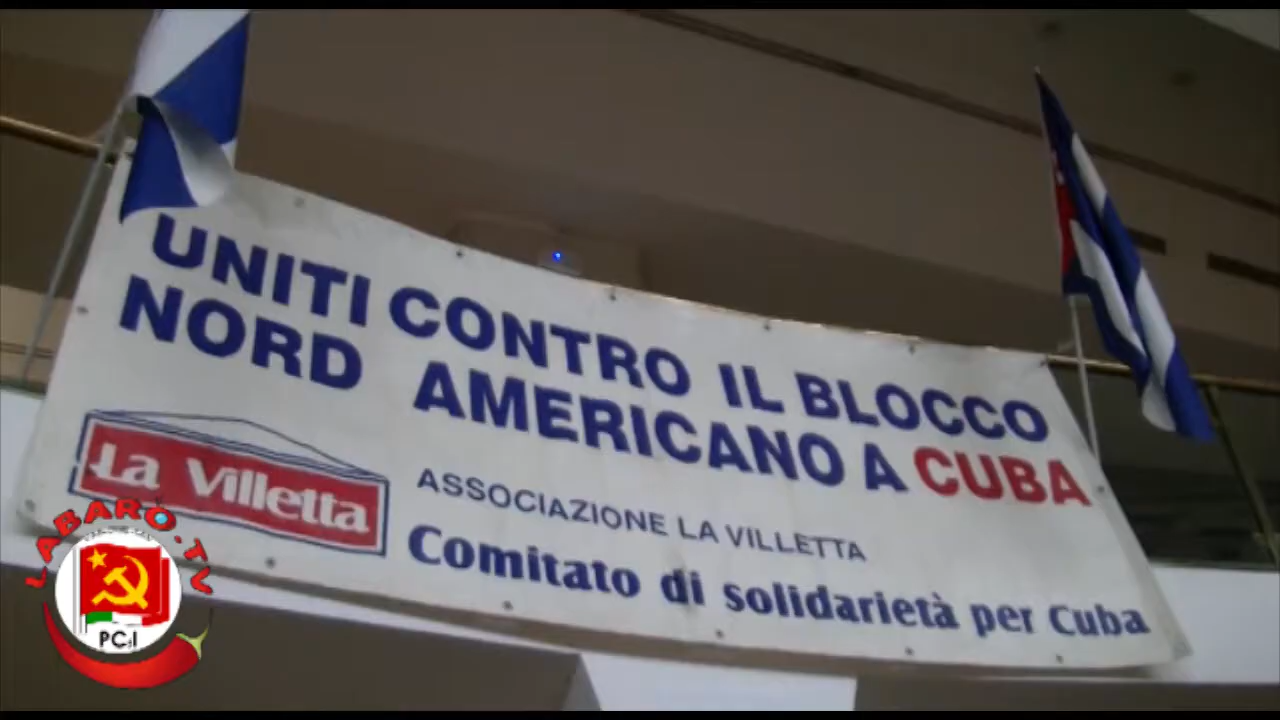 UNITI CONTRO IL BLOCCO
NORD AMERICANO A CUBA
La Villetta
ASSOCIAZIONE LA VILLETTA
Comitato di solidarietà per Cuba
LABARO.TV